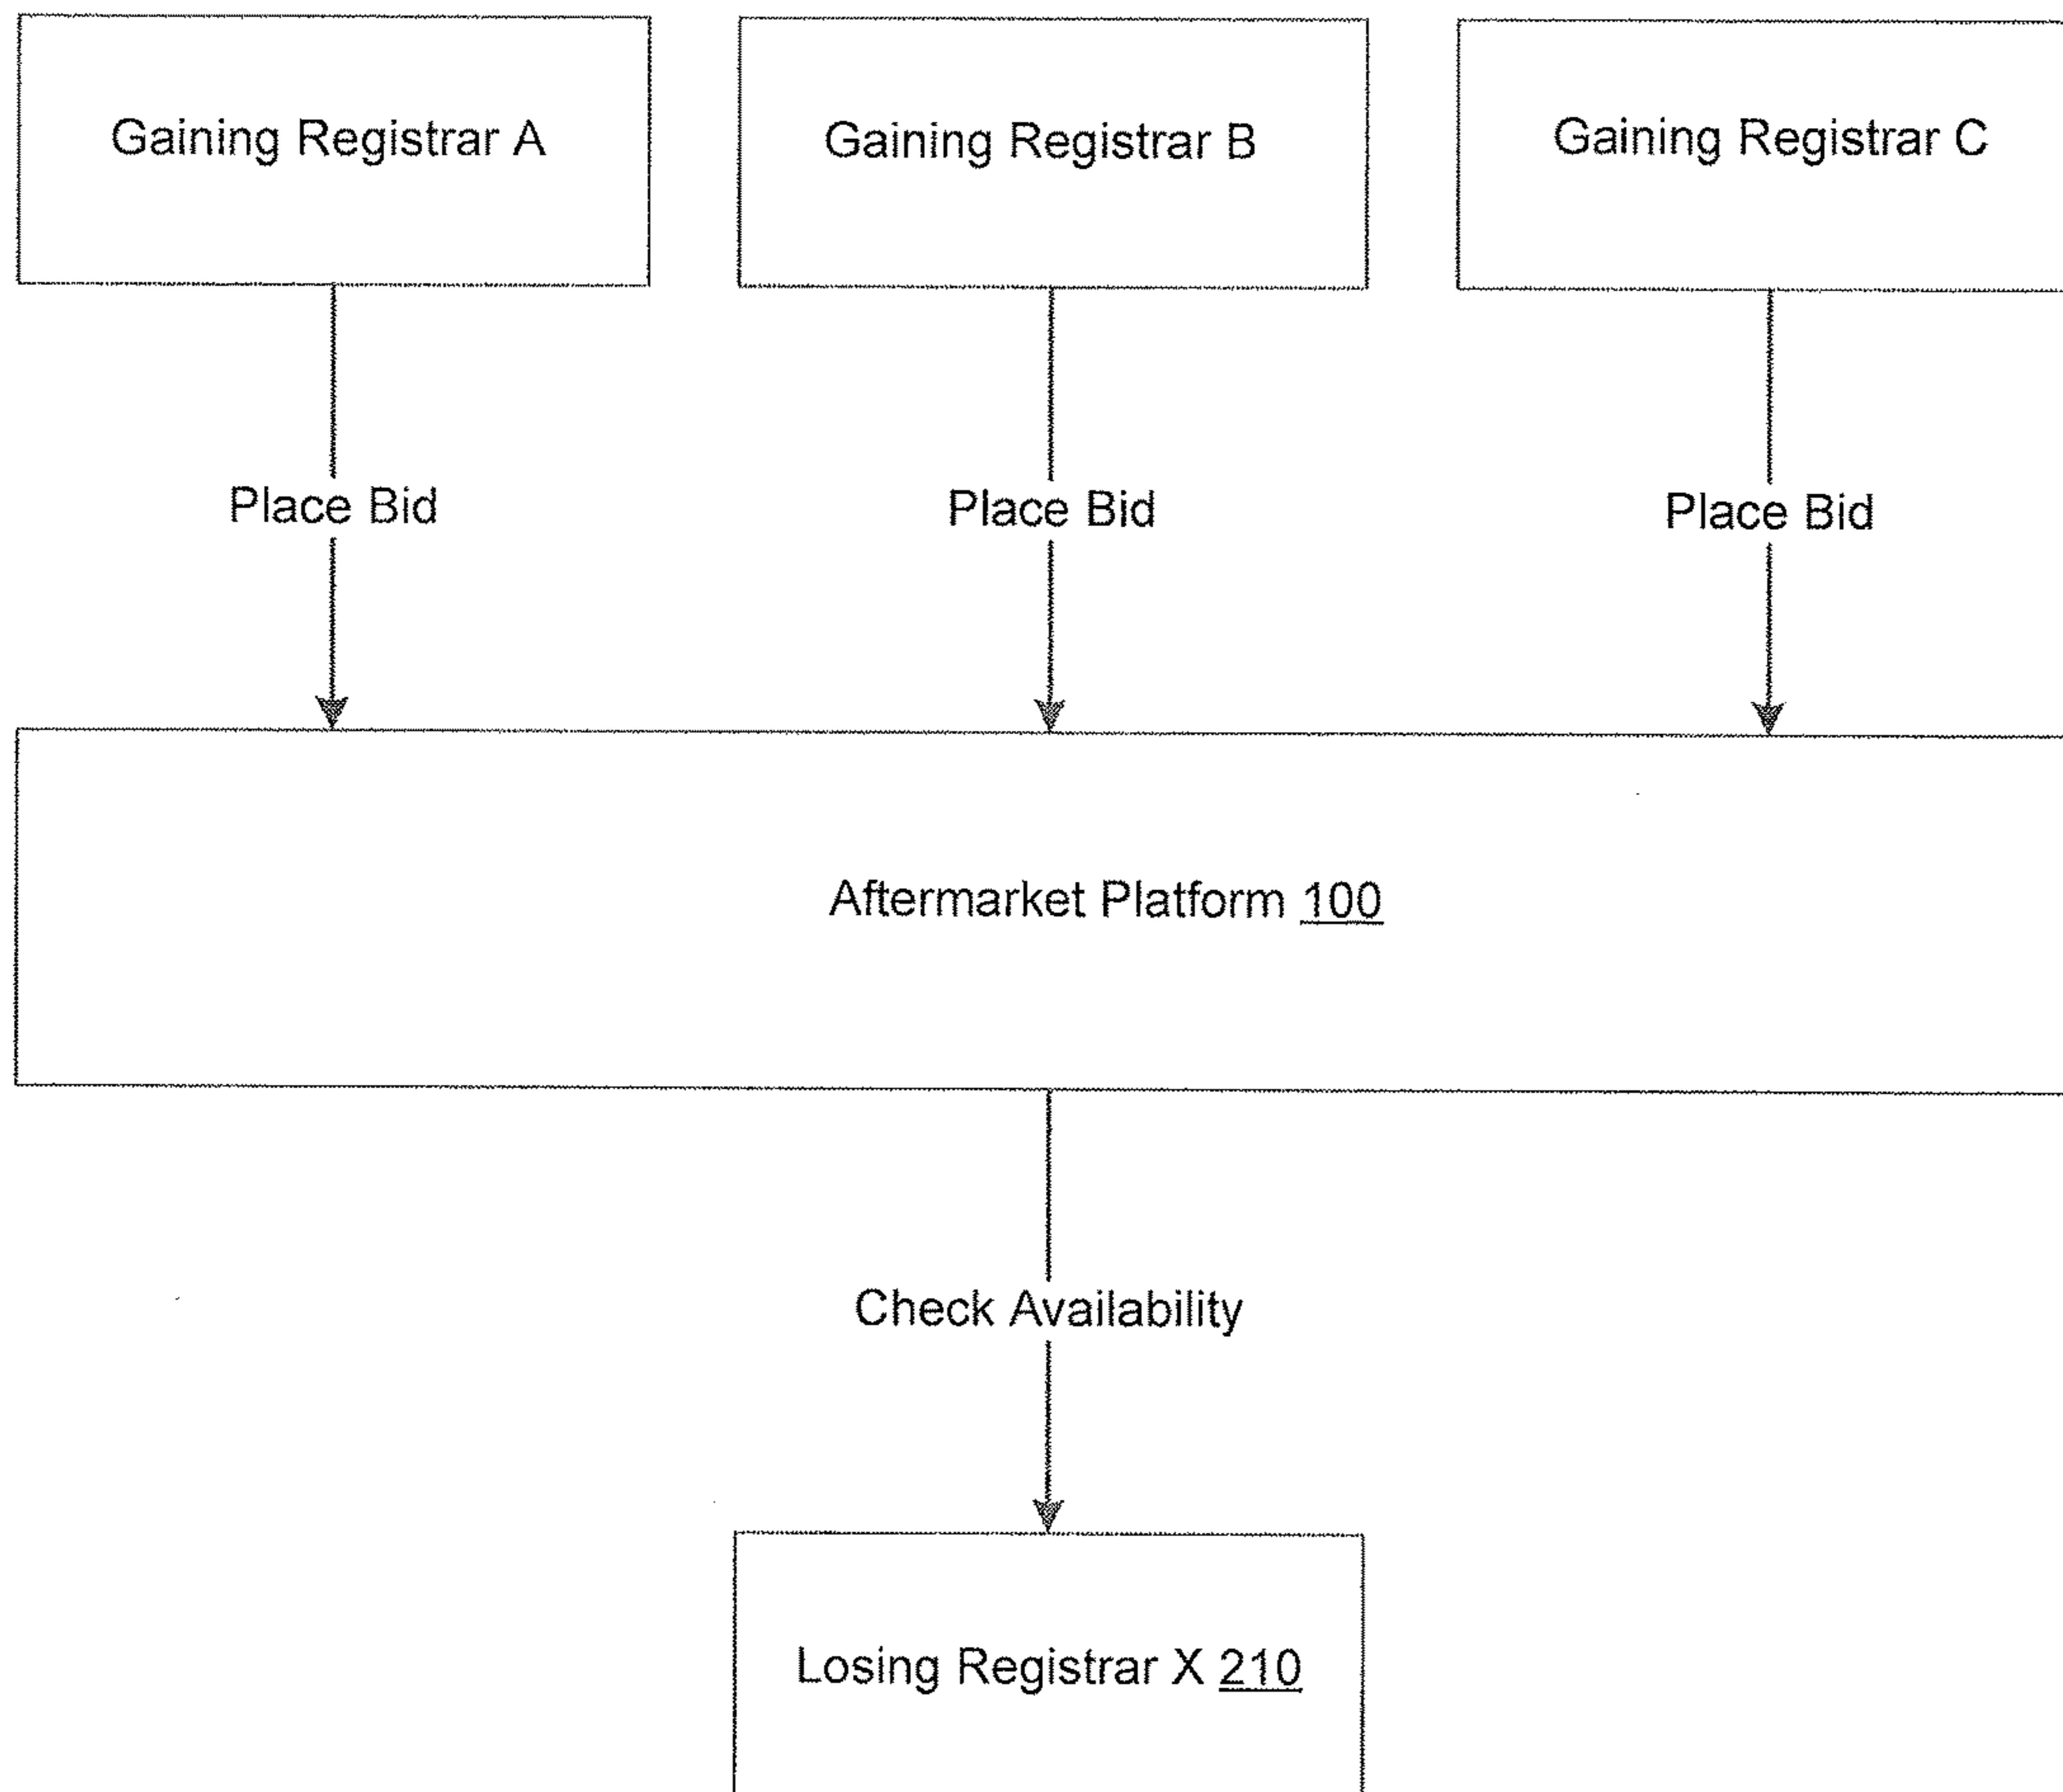 Gaining Registrar A
Gaining Registrar B
Gaining Registrar C
Place Bid
Place Bid
Place Bid
Aftermarket Platform 100
Check Availability
Losing Registrar X 210